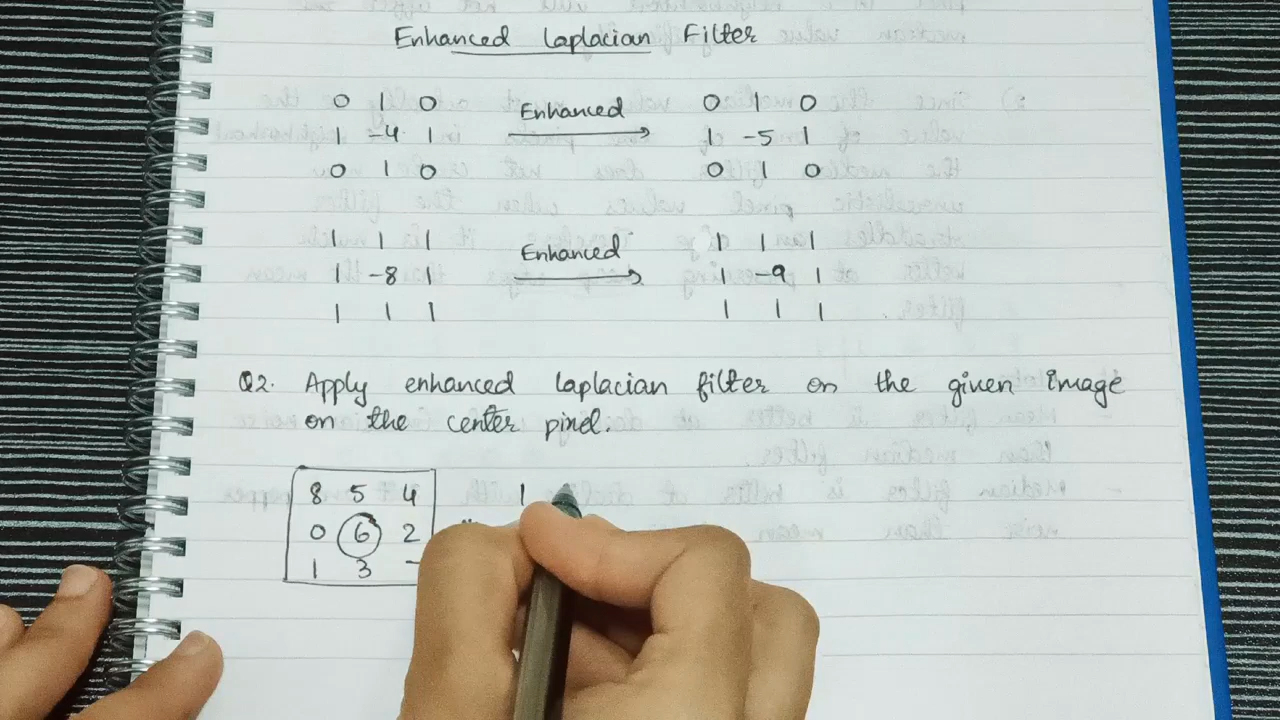 Enhanced Laplacian Filter
0 1 0 Enhanced 0 1 0
1 -4 1 → 1 -5 1
0 1 0 0 1 0
1 1 1 Enhanced 1 1 1
1 -8 1 → 1 -9 1
1 1 1 1 1 1
Q2. Apply enhanced Laplacian filter on the given image
on the center pixel.
8 5 4 1
0 6 2
1 3